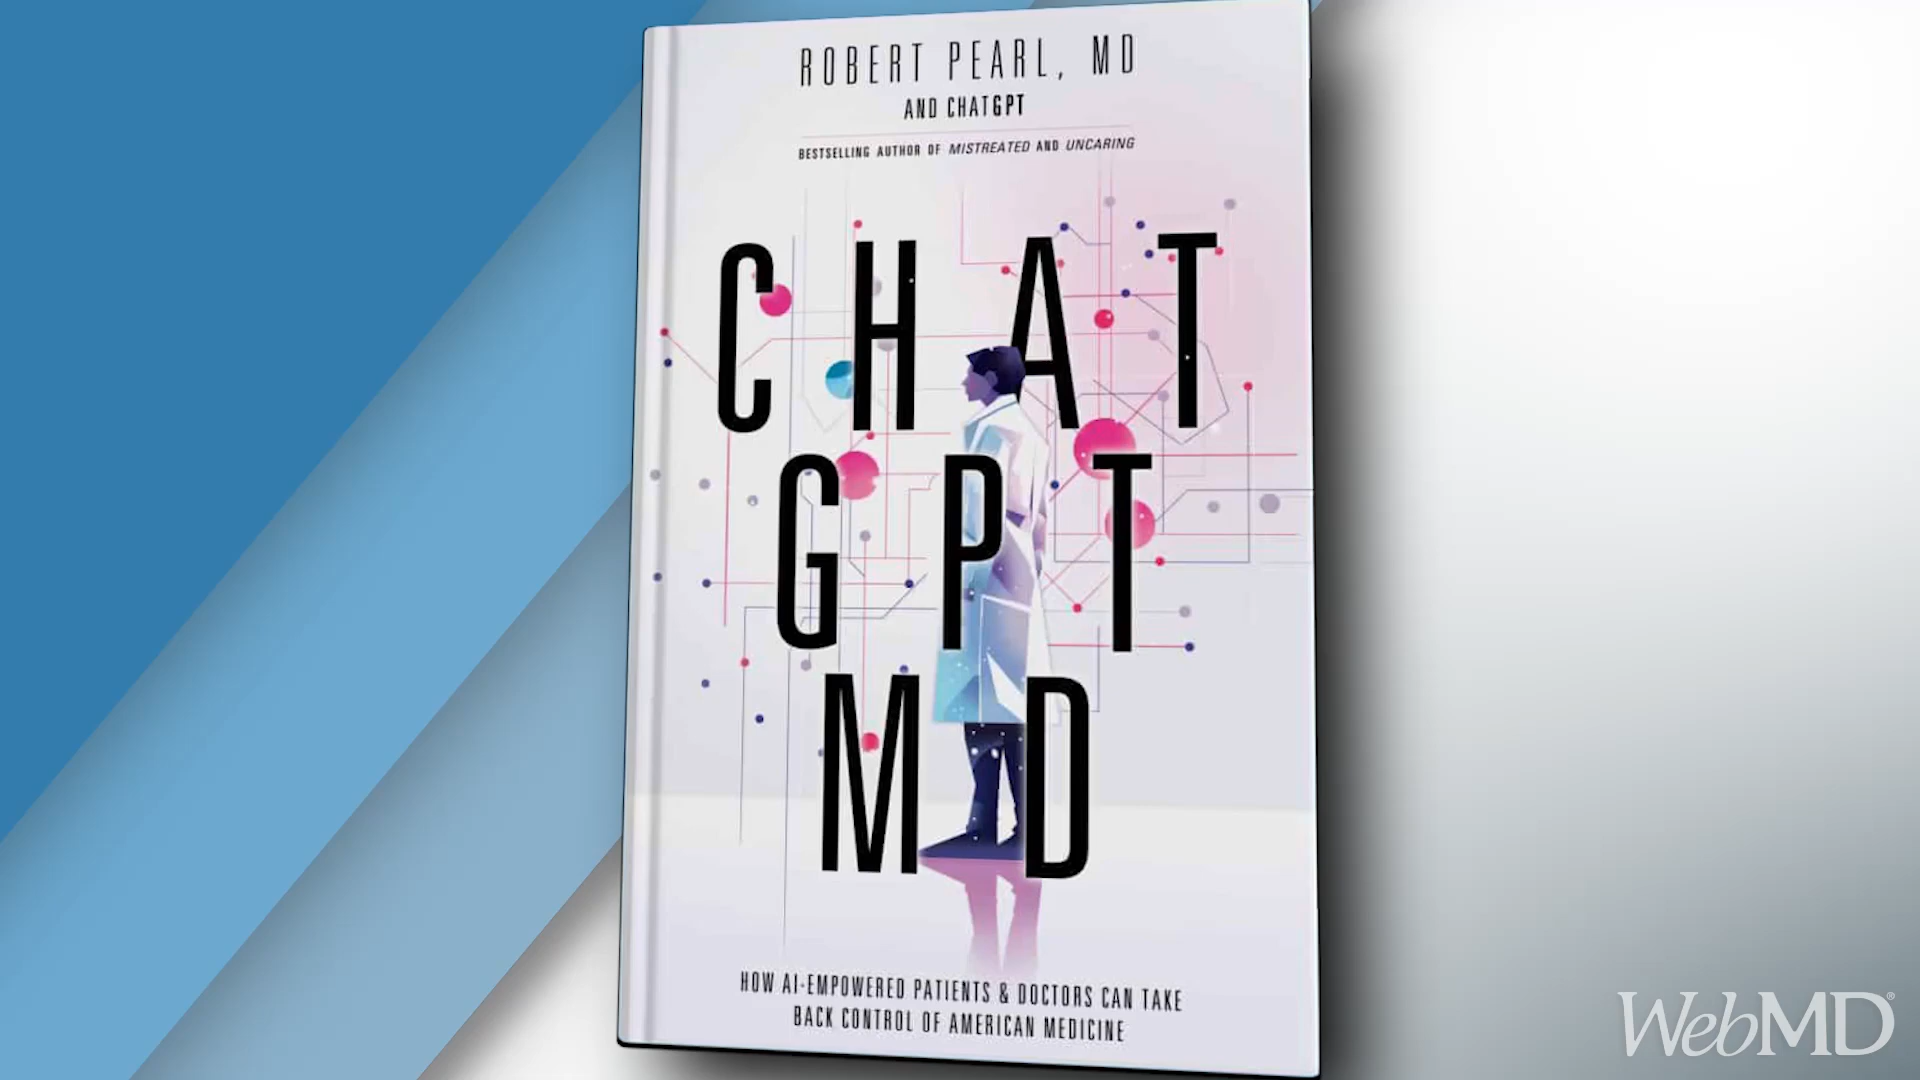 ROBERT PEARL, MD
AND CHATGPT
BESTSELLING AUTHOR OF MISTREATED AND UNCARING
CHAT
GPT
MD
HOW AI-EMPOWERED PATIENTS & DOCTORS CAN TAKE
BACK CONTROL OF AMERICAN MEDICINE
WebMD®